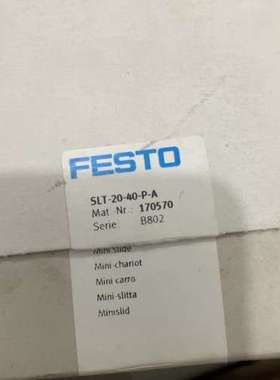 FESTO
SLT-20-40-P-A
Mat. Nr.: 170570
Serie B802
Mini-slide
Mini-chariot
Mini carro
Mini-slitta
Minislid